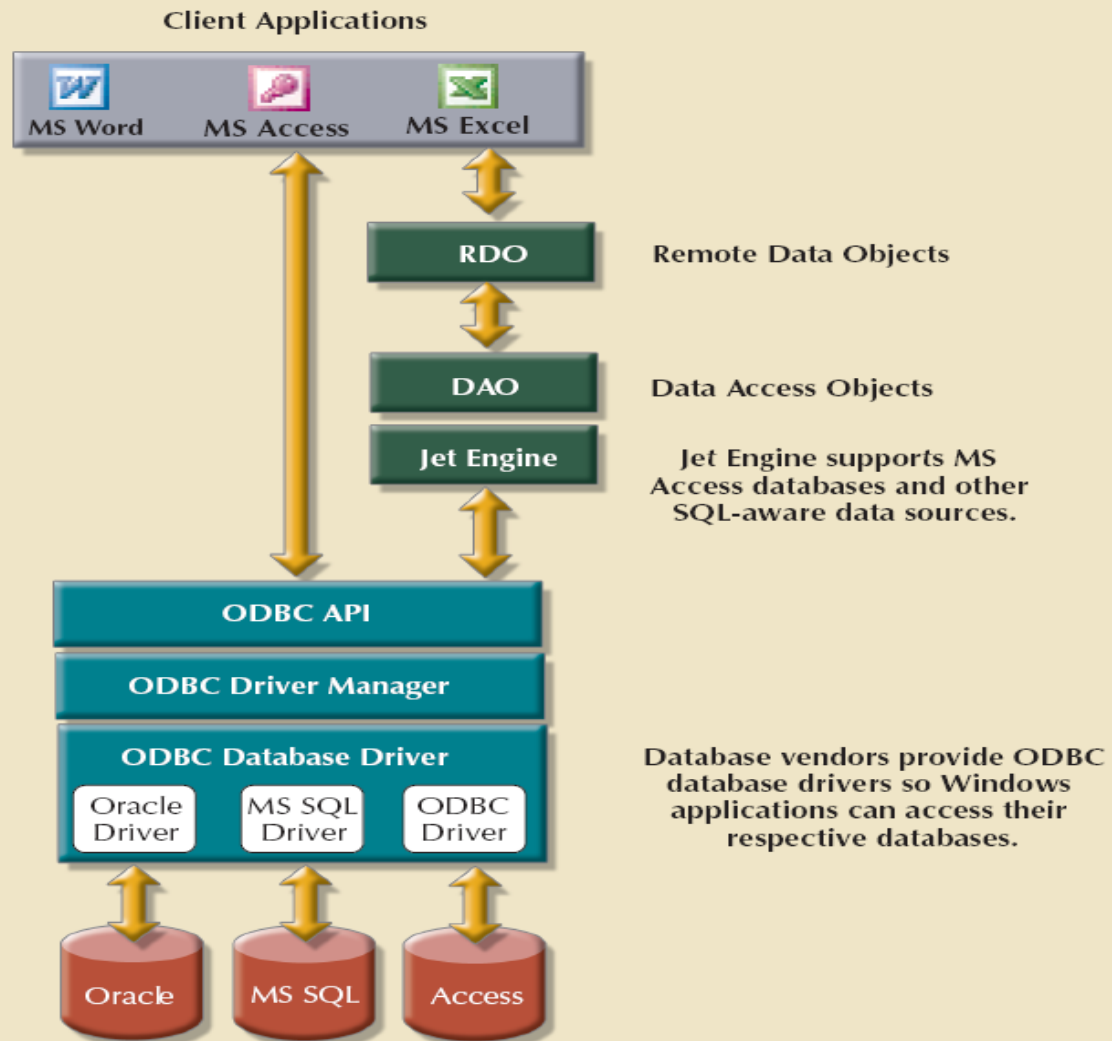 Client Applications
MS Word
MS Access
MS Excel
RDO
Remote Data Objects
DAO
Data Access Objects
Jet Engine
Jet Engine supports MS
Access databases and other
SQL-aware data sources.
ODBC API
ODBC Driver Manager
ODBC Database Driver
Oracle
Driver
MS SQL
Driver
ODBC
Driver
Database vendors provide ODBC
database drivers so Windows
applications can access their
respective databases.
Oracle
MS SQL
Access